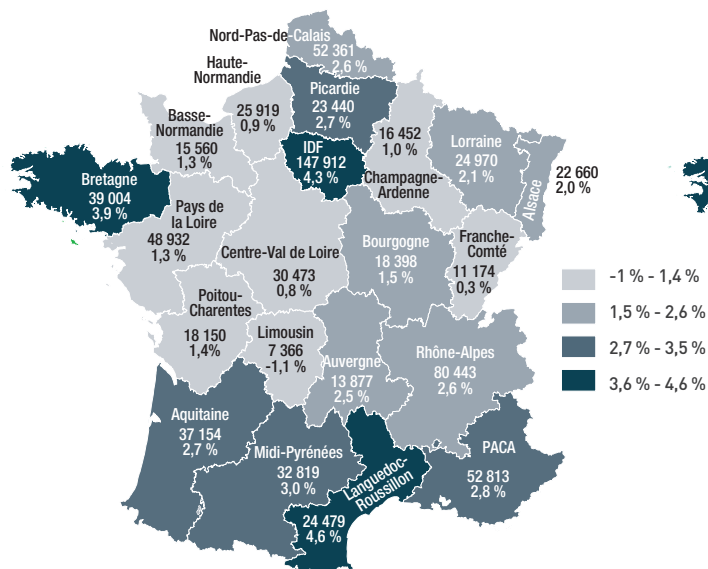 Nord-Pas-de-Calais
52 361
2,6 %
Haute-
Normandie
25 919
0,9 %
Picardie
23 440
2,7 %
Basse-
Normandie
15 560
1,3 %
IDF
147 912
4,3 %
16 452
1,0 %
Champagne-
Ardenne
Lorraine
24 970
2,1 %
Alsace
22 660
2,0 %
Bretagne
39 004
3,9 %
Pays de
la Loire
48 932
1,3 %
Centre-Val de Loire
30 473
0,8 %
Bourgogne
18 398
1,5 %
Franche-
Comté
11 174
0,3 %
Poitou-
Charentes
18 150
1,4%
Limousin
7 366
-1,1 %
Auvergne
13 877
2,5 %
Rhône-Alpes
80 443
2,6 %
Aquitaine
37 154
2,7 %
Midi-Pyrénées
32 819
3,0 %
Languedoc-
Roussillon
24 479
4,6 %
PACA
52 813
2,8 %
-1 % - 1,4 %
1,5 % - 2,6 %
2,7 % - 3,5 %
3,6 % - 4,6 %